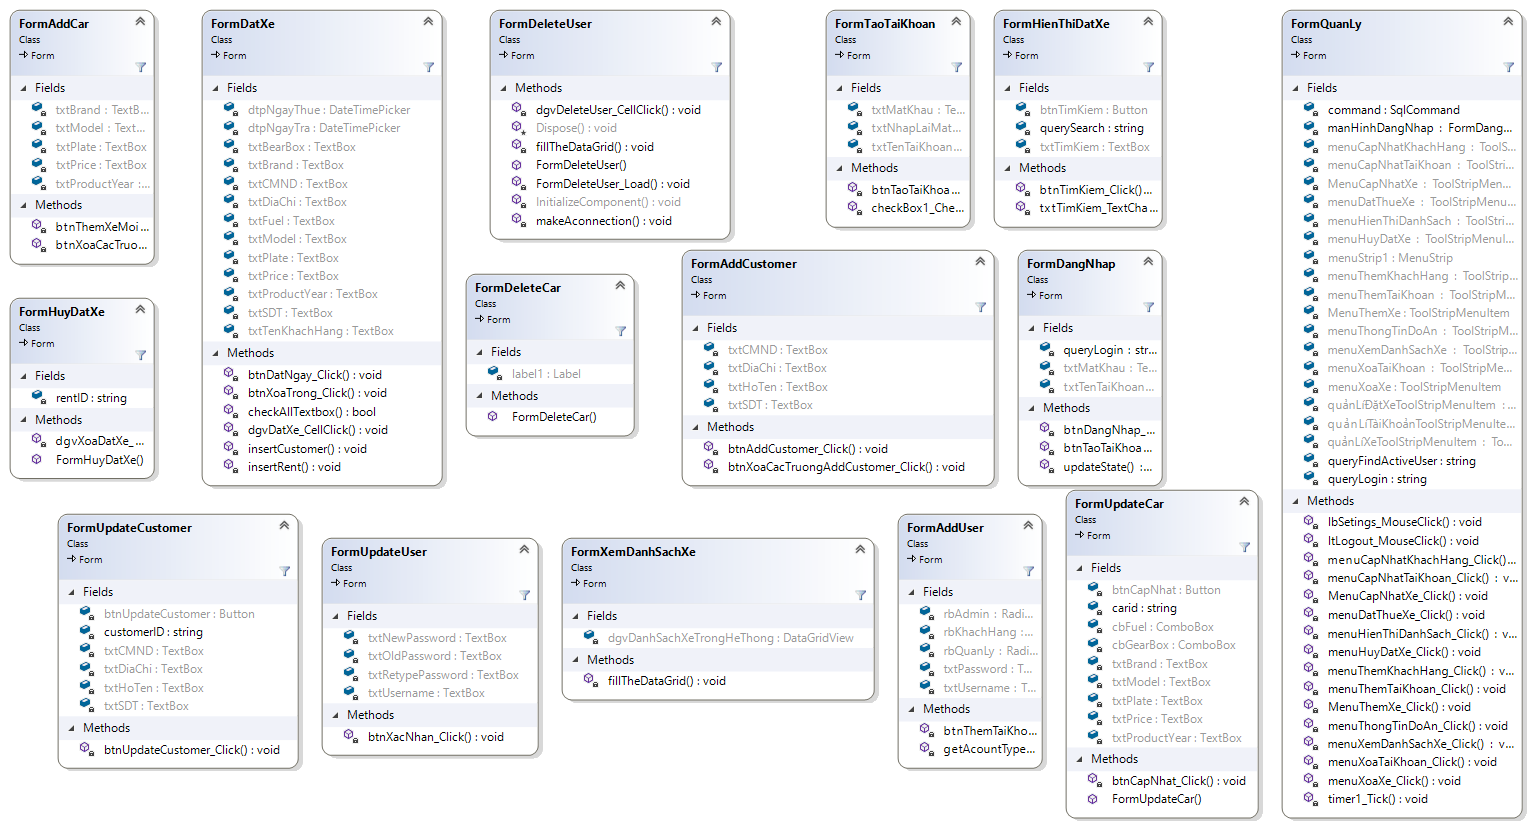 FormAddCar
Class
Form
Fields
txtBrand : TextB...
txtModel : Text...
txtPlate : TextBox
txtPrice : TextBox
txtProductYear :...
Methods
btnThemXeMoi...
btnXoaCacTruo...
FormDatXe
Class
Form
Fields
dtpNgayThue : DateTimePicker
dtpNgayTra : DateTimePicker
txtBearBox : TextBox
txtBrand : TextBox
txtCMND : TextBox
txtDiaChi : TextBox
txtFuel : TextBox
txtModel : TextBox
txtPlate : TextBox
txtPrice : TextBox
txtProductYear : TextBox
txtSDT : TextBox
txtTenKhachHang : TextBox
Methods
btnDatNgay_Click() : void
btnXoaTrong_Click() : void
checkAllTextbox() : bool
dgvDatXe_CellClick() : void
insertCustomer() : void
insertRent() : void
FormDeleteUser
Class
Form
Methods
dgvDeleteUser_CellClick() : void
Dispose() : void
fillTheDataGrid() : void
FormDeleteUser()
FormDeleteUser_Load() : void
InitializeComponent() : void
makeAconnection() : void
FormTaoTaiKhoan
Class
Form
Fields
txtMatKhau : Te...
txtNhapLaiMat...
txtTenTaiKhoan...
Methods
btnTaoTaiKhoa...
checkBox1_Che...
FormHienThiDatXe
Class
Form
Fields
btnTimKiem : Button
querySearch : string
txtTimKiem : TextBox
Methods
btnTimKiem_Click()...
txtTimKiem_TextCha...
FormQuanLy
Class
Form
Fields
command : SqlCommand
manHinhDangNhap : FormDang...
menuCapNhatKhachHang : ToolS...
menuCapNhatTaiKhoan : ToolStri...
MenuCapNhatXe : ToolStripMenu...
menuDatThueXe : ToolStripMenu...
menuHienThiDanhSach : ToolStri...
menuHuyDatXe : ToolStripMenuI...
menuStrip1 : MenuStrip
menuThemKhachHang : ToolStrip...
menuThemTaiKhoan : ToolStripM...
MenuThemXe : ToolStripMenuItem
menuThongTinDoAn : ToolStripM...
menuXemDanhSachXe : ToolStrip...
menuXoaTaiKhoan : ToolStripMen...
menuXoaXe : ToolStripMenuItem
quảnLíĐặtXeToolStripMenuItem :...
quảnLíTàiKhoảnToolStripMenuIte...
quảnLíXeToolStripMenuItem : To...
queryFindActiveUser : string
queryLogin : string
Methods
lbSetings_MouseClick() : void
ltLogout_MouseClick() : void
menuCapNhatKhachHang_Click()...
menuCapNhatTaiKhoan_Click() : v...
MenuCapNhatXe_Click() : void
menuDatThueXe_Click() : void
menuHienThiDanhSach_Click() : v...
menuHuyDatXe_Click() : void
menuThemKhachHang_Click() : v...
menuThemTaiKhoan_Click() : void
MenuThemXe_Click() : void
menuThongTinDoAn_Click() : void
menuXemDanhSachXe_Click() : v...
menuXoaTaiKhoan_Click() : void
menuXoaXe_Click() : void
timer1_Tick() : void
FormHuyDatXe
Class
Form
Fields
rentID : string
Methods
dgvXoaDatXe_...
FormHuyDatXe()
FormDeleteCar
Class
Form
Fields
label1 : Label
Methods
FormDeleteCar()
FormAddCustomer
Class
Form
Fields
txtCMND : TextBox
txtDiaChi : TextBox
txtHoTen : TextBox
txtSDT : TextBox
Methods
btnAddCustomer_Click() : void
btnXoaCacTruongAddCustomer_Click() : void
FormDangNhap
Class
Form
Fields
queryLogin : str...
txtMatKhau : Te...
txtTenTaiKhoan...
Methods
btnDangNhap_...
btnTaoTaiKhoa...
updateState() :...
FormUpdateCustomer
Class
Form
Fields
btnUpdateCustomer : Button
customerID : string
txtCMND : TextBox
txtDiaChi : TextBox
txtHoTen : TextBox
txtSDT : TextBox
Methods
btnUpdateCustomer_Click() : void
FormUpdateUser
Class
Form
Fields
txtNewPassword : TextBox
txtOldPassword : TextBox
txtRetypePassword : TextBox
txtUsername : TextBox
Methods
btnXacNhan_Click() : void
FormXemDanhSachXe
Class
Form
Fields
dgvDanhSachXeTrongHeThong : DataGridView
Methods
fillTheDataGrid() : void
FormAddUser
Class
Form
Fields
rbAdmin : Radi...
rbKhachHang :...
rbQuanLy : Radi...
txtPassword : T...
txtUsername : T...
Methods
btnThemTaiKho...
getAcountType...
FormUpdateCar
Class
Form
Fields
btnCapNhat : Button
carid : string
cbFuel : ComboBox
cbGearBox : ComboBox
txtBrand : TextBox
txtModel : TextBox
txtPlate : TextBox
txtPrice : TextBox
txtProductYear : TextBox
Methods
btnCapNhat_Click() : void
FormUpdateCar()